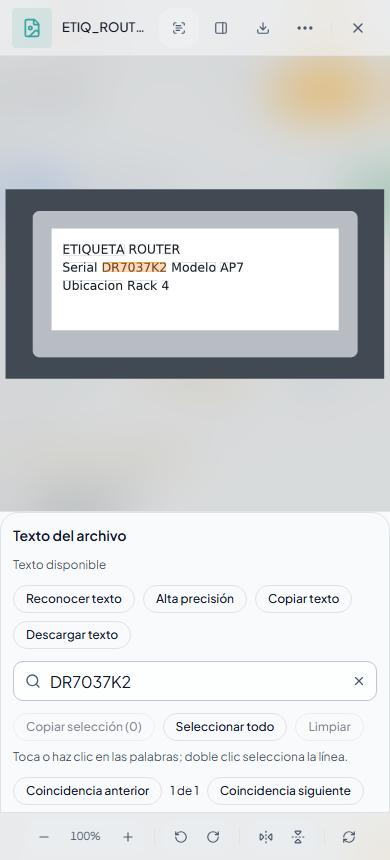 ETIQ_ROUT...
ETIQUETA ROUTER
Serial DR7037K2 Modelo AP7
Ubicacion Rack 4
Texto del archivo
Texto disponible
Reconocer texto
Alta precisión
Copiar texto
Descargar texto
DR7037K2
Copiar selección (0)
Seleccionar todo
Limpiar
Toca o haz clic en las palabras; doble clic selecciona la línea.
Coincidencia anterior
1 de 1
Coincidencia siguiente
100%